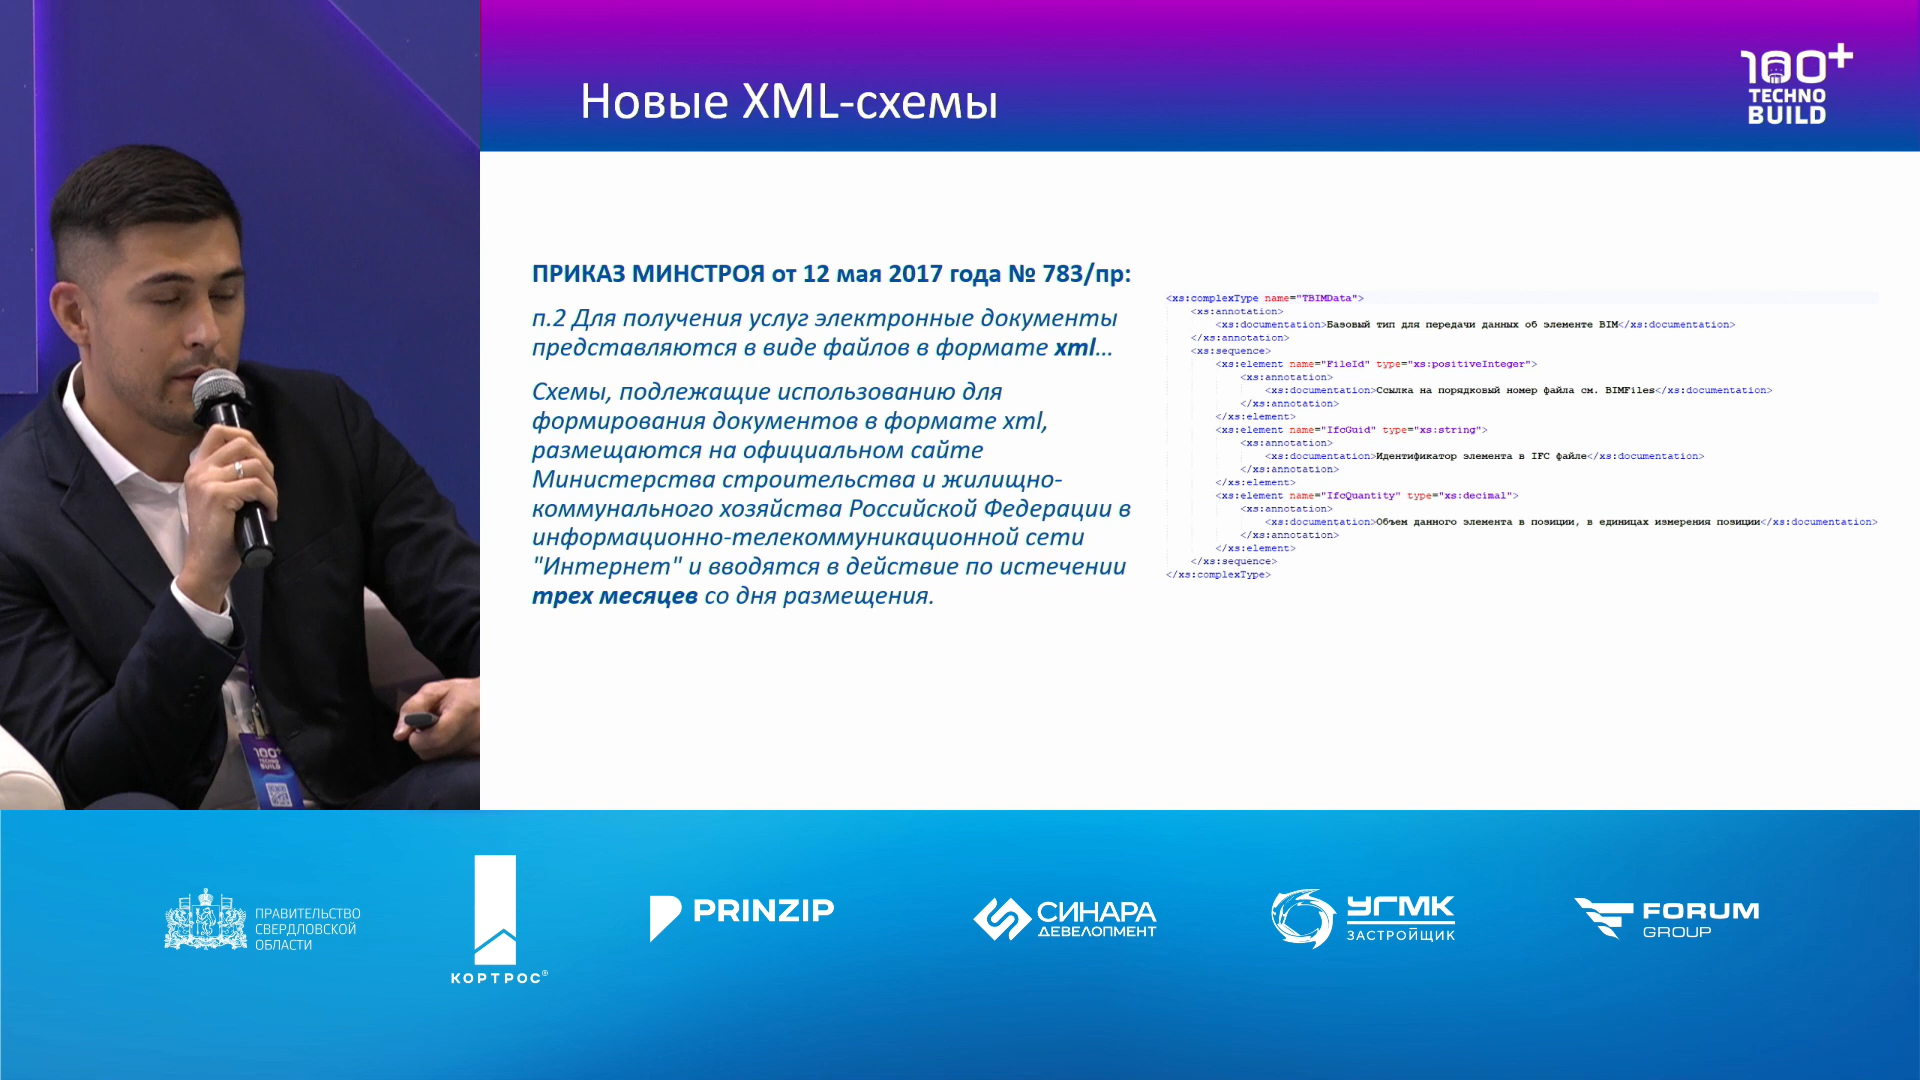 Новые XML-схемы
100+
TECHNO
BUILD
ПРИКАЗ МИНСТРОЯ от 12 мая 2017 года № 783/пр:
п.2 Для получения услуг электронные документы
представляются в виде файлов в формате xml...
Схемы, подлежащие использованию для
формирования документов в формате xml,
размещаются на официальном сайте
Министерства строительства и жилищно-
коммунального хозяйства Российской Федерации в
информационно-телекоммуникационной сети
"Интернет" и вводятся в действие по истечении
трех месяцев со дня размещения.
<xs:complexType name="TBIMData">
<xs:annotation>
<xs:documentation>Базовый тип для передачи данных об элементе BIM</xs:documentation>
</xs:annotation>
<xs:sequence>
<xs:element name="FileId" type="xs:positiveInteger">
<xs:annotation>
<xs:documentation>Ссылка на порядковый номер файла см. BIMFiles</xs:documentation>
</xs:annotation>
</xs:element>
<xs:element name="IfcGuid" type="xs:string">
<xs:annotation>
<xs:documentation>Идентификатор элемента в IFC файле</xs:documentation>
</xs:annotation>
</xs:element>
<xs:element name="IfcQuantity" type="xs:decimal">
<xs:annotation>
<xs:documentation>Объем данного элемента в позиции, в единицах измерения позиции</xs:documentation>
</xs:annotation>
</xs:element>
</xs:sequence>
</xs:complexType>
100+
TECHNO
BUILD
ПРАВИТЕЛЬСТВО
СВЕРДЛОВСКОЙ
ОБЛАСТИ
КОРТРОС®
PRINZIP
СИНАРА
ДЕВЕЛОПМЕНТ
УГМК
ЗАСТРОЙЩИК
FORUM
GROUP